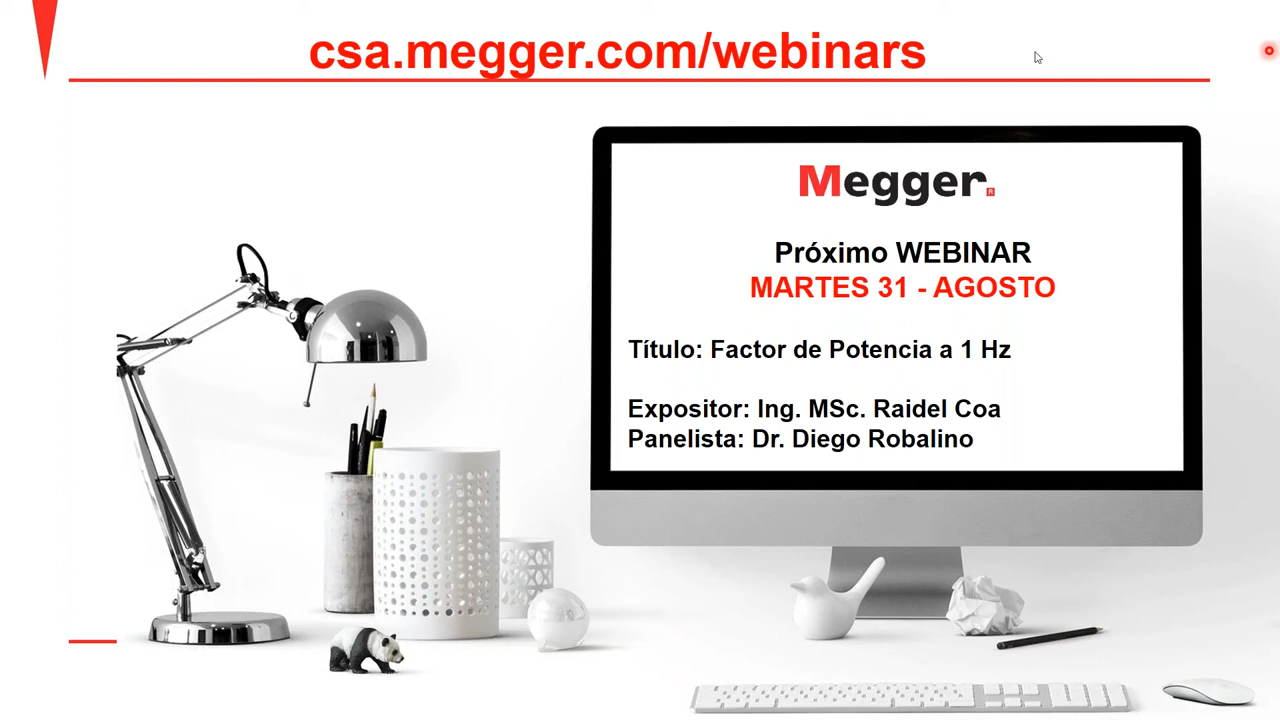 csa.megger.com/webinars
Megger.
Próximo WEBINAR
MARTES 31 - AGOSTO
Título: Factor de Potencia a 1 Hz
Expositor: Ing. MSc. Raidel Coa
Panelista: Dr. Diego Robalino